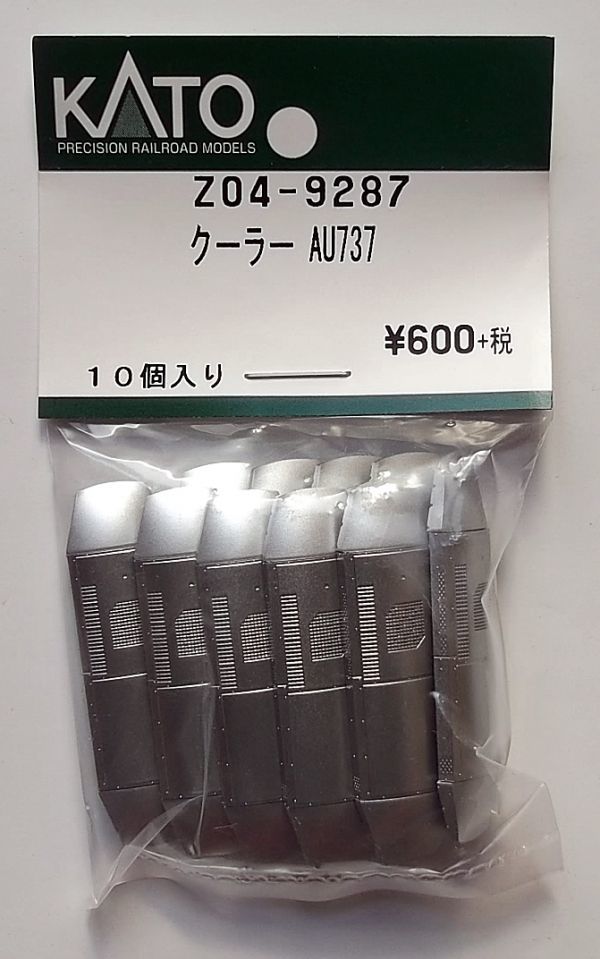 KATO
PRECISION RAILROAD MODELS
Z04-9287
クーラー AU737
¥600+税
10個入り